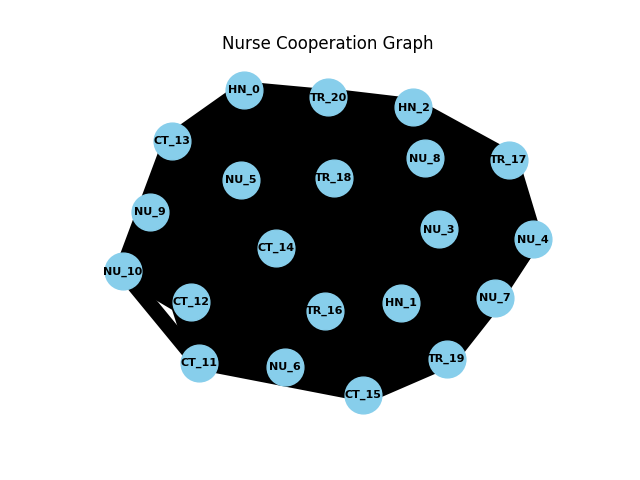 Nurse Cooperation Graph
HN_0
TR_20
HN_2
CT_13
NU_8
TR_17
NU_5
TR_18
NU_9
NU_3
NU_4
CT_14
NU_10
CT_12
TR_16
HN_1
NU_7
CT_11
NU_6
TR_19
CT_15